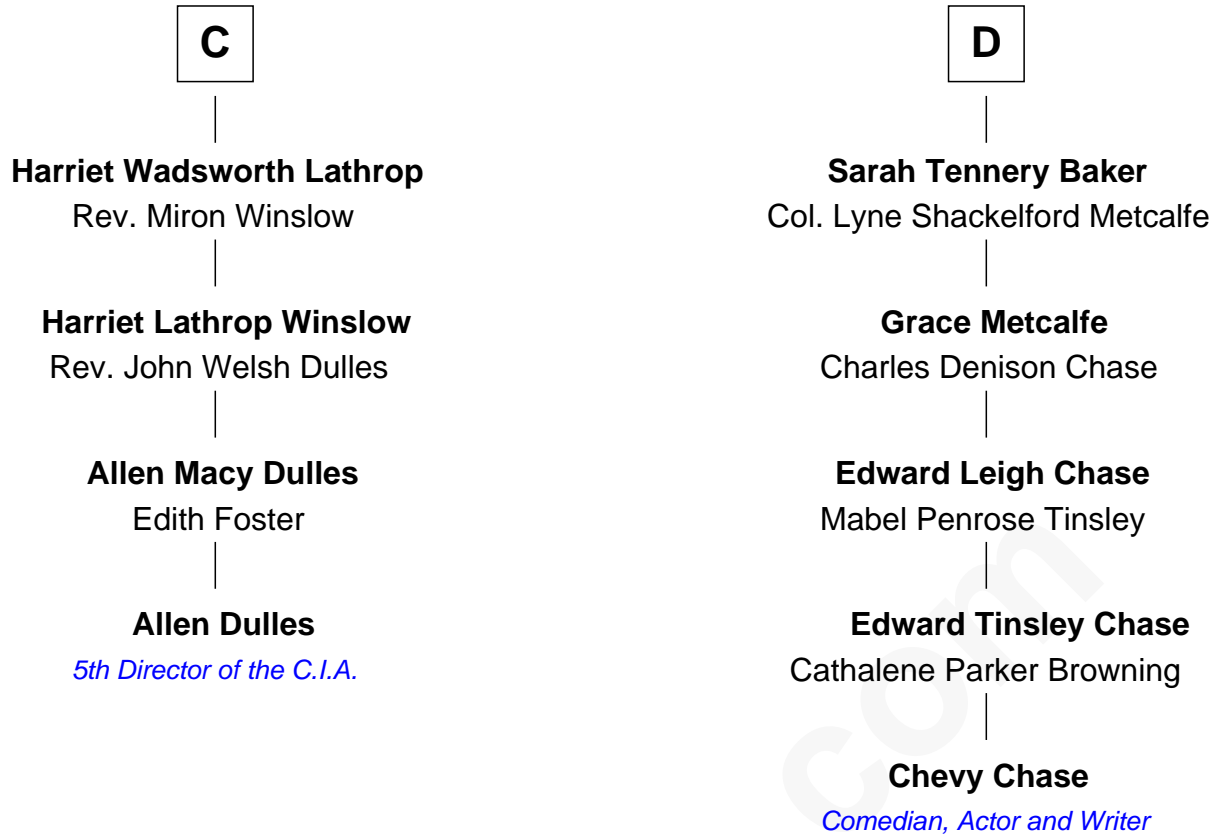 C
Harriet Wadsworth Lathrop
Rev. Miron Winslow
Harriet Lathrop Winslow
Rev. John Welsh Dulles
Allen Macy Dulles
Edith Foster
Allen Dulles
5th Director of the C.I.A.
D
Sarah Tennery Baker
Col. Lyne Shackelford Metcalfe
Grace Metcalfe
Charles Denison Chase
Edward Leigh Chase
Mabel Penrose Tinsley
Edward Tinsley Chase
Cathalene Parker Browning
Chevy Chase
Comedian, Actor and Writer
com